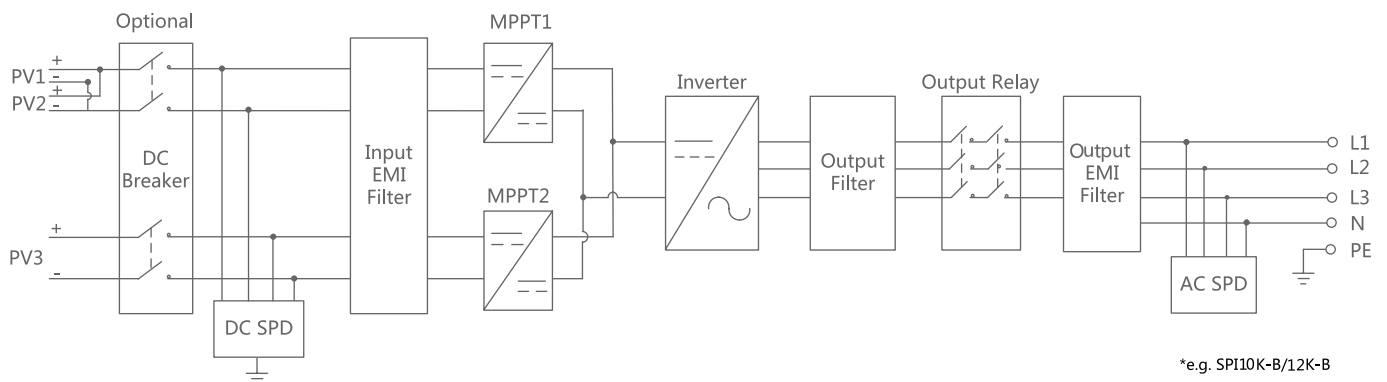 Optional
MPPT1
+
PV1
-
+
PV2
-
Inverter
Output Relay
DC
Breaker
Input
EMI
Filter
Output
Filter
Output
EMI
Filter
L1
L2
L3
N
PE
MPPT2
+
PV3
-
DC SPD
AC SPD
*e.g. SPI10K-B/12K-B